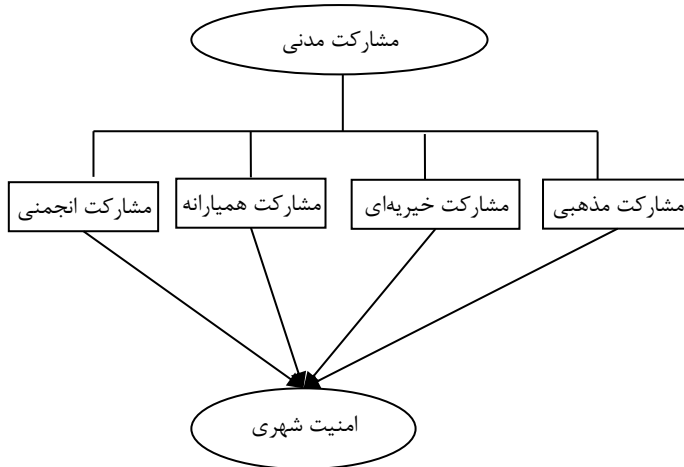 مشارکت مدنی
مشارکت مذهبی
مشارکت خیریه‌ای
مشارکت همیارانه
مشارکت انجمنی
امنیت شهری